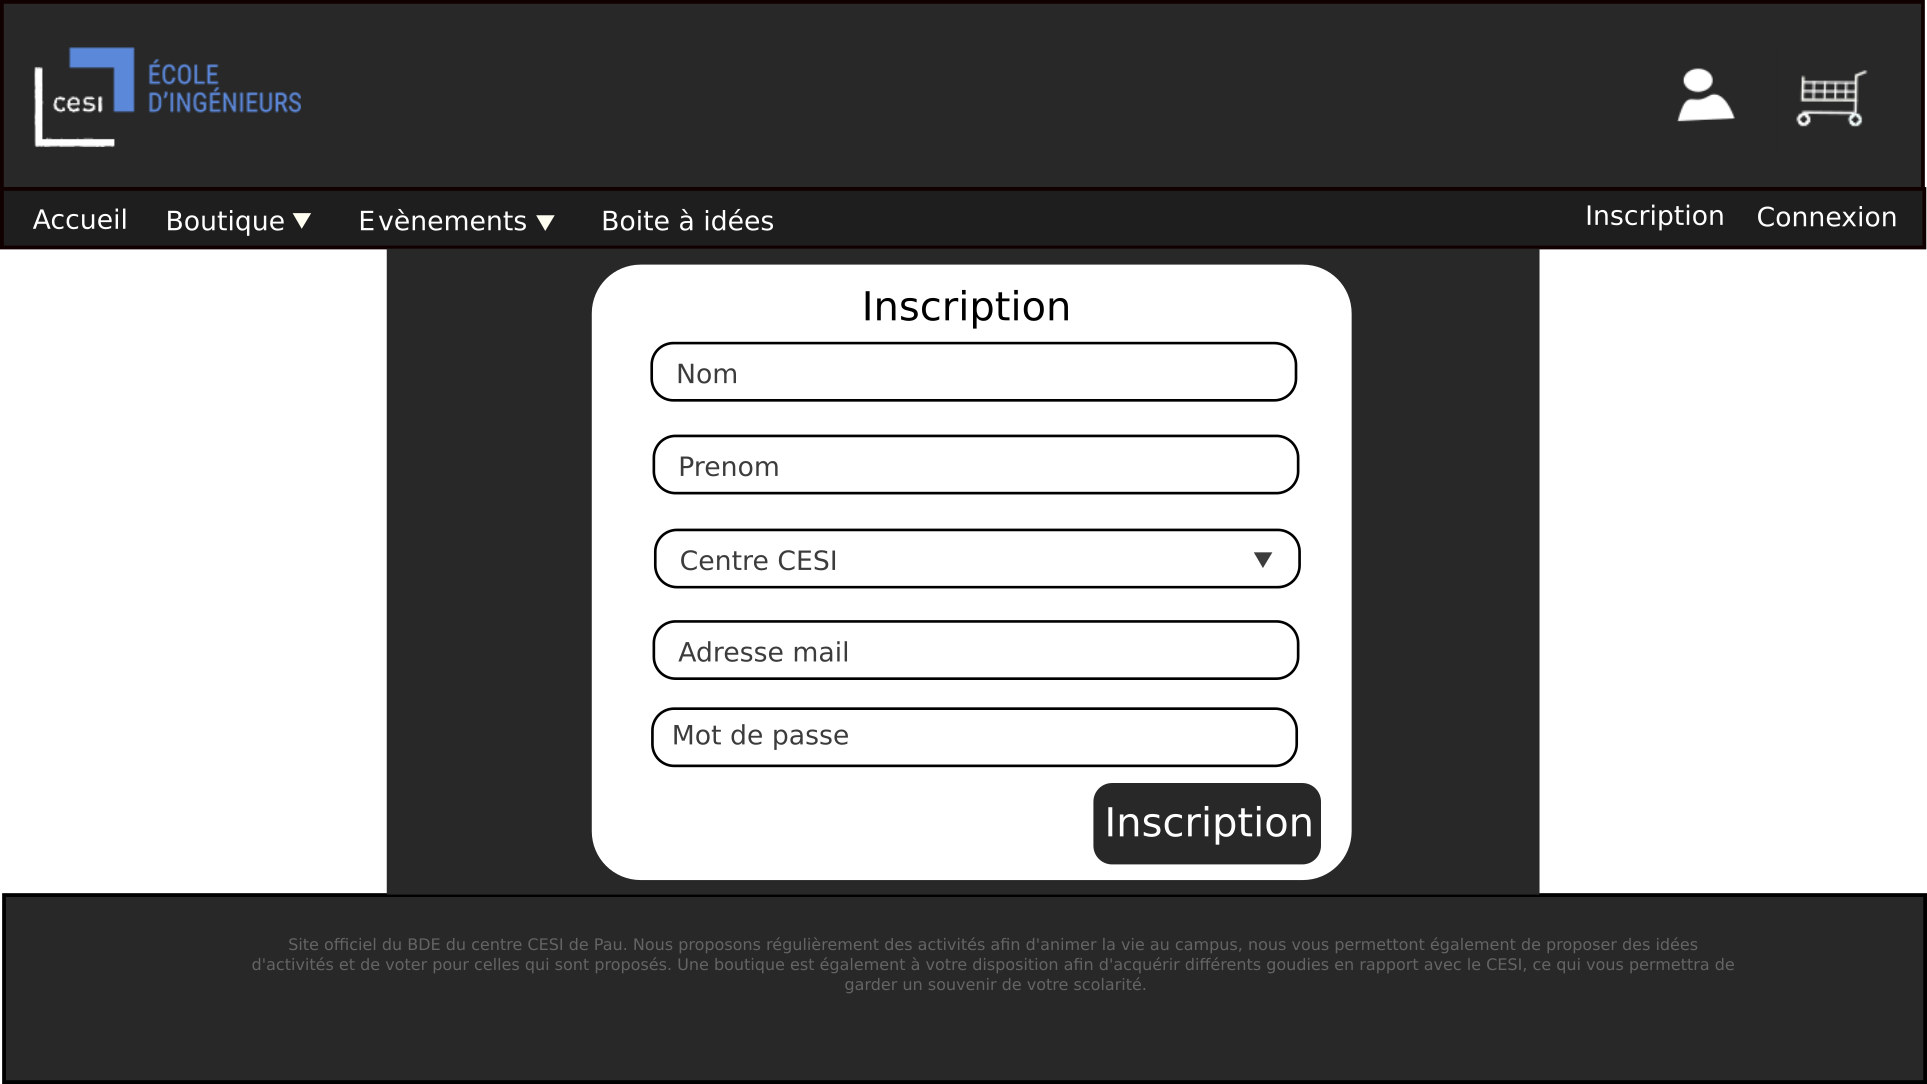 cesi
ÉCOLE
D'INGÉNIEURS
Accueil Boutique Evènements Boite à idées Inscription Connexion
Inscription
Nom
Prenom
Centre CESI
Adresse mail
Mot de passe
Inscription
Site officiel du BDE du centre CESI de Pau. Nous proposons régulièrement des activités afin d'animer la vie au campus, nous vous permettont également de proposer des idées
d'activités et de voter pour celles qui sont proposés. Une boutique est également à votre disposition afin d'acquérir différents goudies en rapport avec le CESI, ce qui vous permettra de
garder un souvenir de votre scolarité.